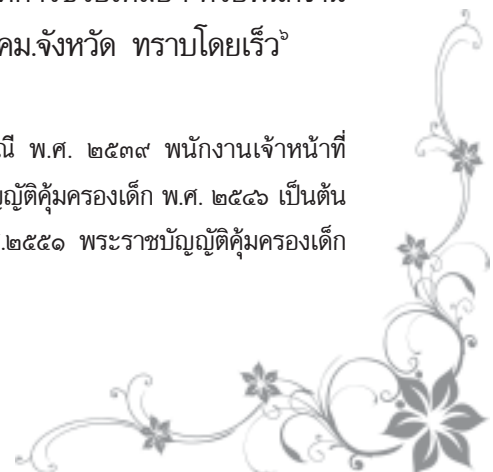 คม.จังหวัด ทราบโดยเร็ว๖
ณี พ.ศ. ๒๕๓๙ พนักงานเจ้าหน้าที่
ญัติคุ้มครองเด็ก พ.ศ. ๒๕๔๖ เป็นต้น
.๒๕๕๑ พระราชบัญญัติคุ้มครองเด็ก